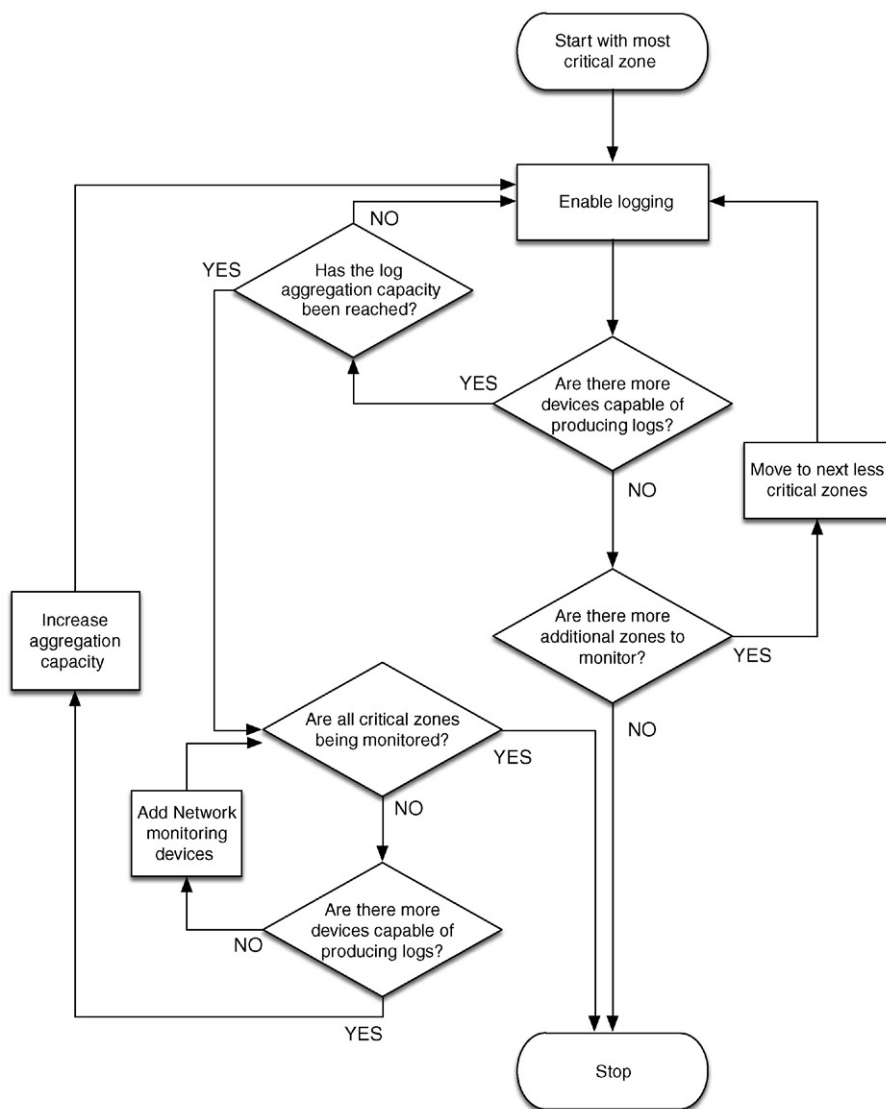 Start with most
critical zone
Enable logging
NO
YES
Has the log
aggregation capacity
been reached?
YES
Are there more
devices capable of
producing logs?
Move to next less
critical zones
NO
Increase
aggregation
capacity
Are there more
additional zones to
monitor?
YES
Are all critical zones
being monitored?
NO
YES
Add Network
monitoring
devices
NO
Are there more
devices capable of
producing logs?
NO
YES
Stop